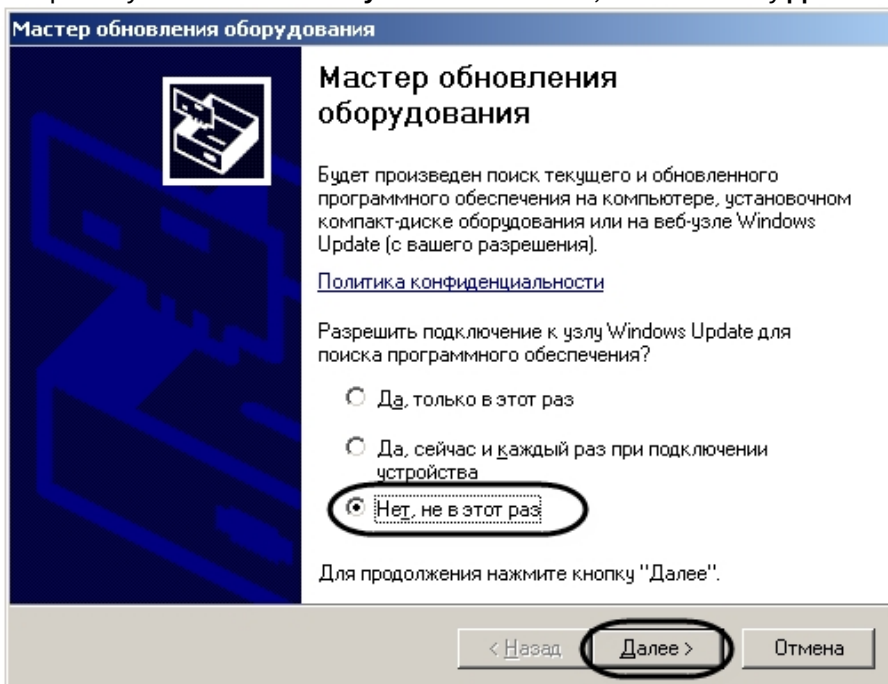 Мастер обновления оборудования
Мастер обновления
оборудования
Будет произведен поиск текущего и обновленного
программного обеспечения на компьютере, установочном
компакт-диске оборудования или на веб-узле Windows
Update (с вашего разрешения).
Политика конфиденциальности
Разрешить подключение к узлу Windows Update для
поиска программного обеспечения?
Да, только в этот раз
Да, сейчас и каждый раз при подключении
устройства
Нет, не в этот раз
Для продолжения нажмите кнопку "Далее".
< Назад Далее > Отмена